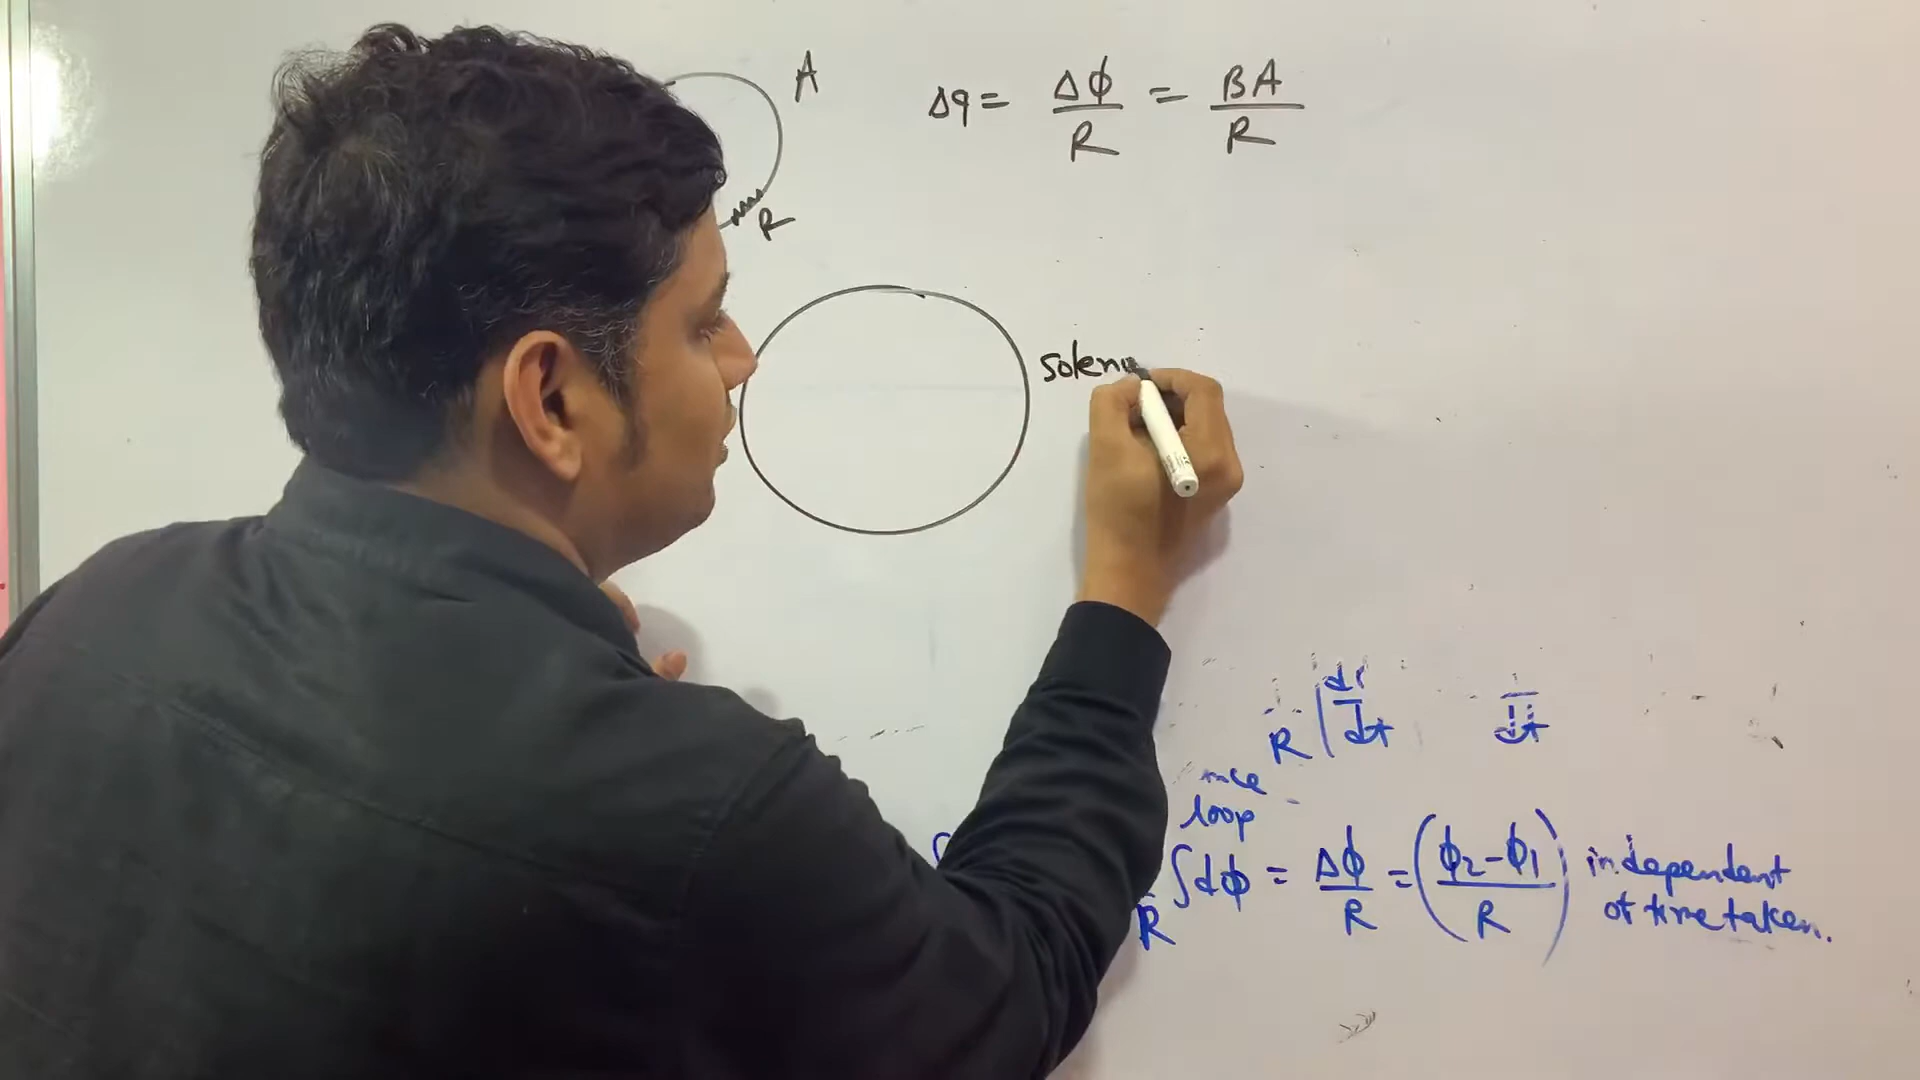 A
Δq = Δϕ/R = BA/R
R
solen
R | dt
dt
loop
∫dϕ = Δϕ/R = (ϕ2-ϕ1/R) independent
R
of time taken.